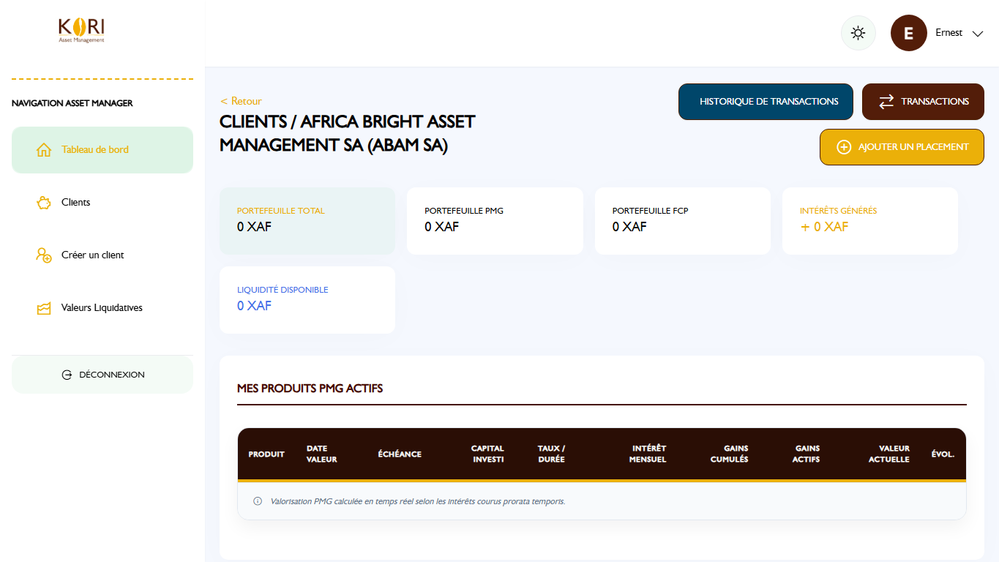 KORI
Asset Management
E
Ernest
NAVIGATION ASSET MANAGER
Tableau de bord
Clients
Créer un client
Valeurs Liquidatives
DÉCONNEXION
< Retour
CLIENTS / AFRICA BRIGHT ASSET
MANAGEMENT SA (ABAM SA)
HISTORIQUE DE TRANSACTIONS
TRANSACTIONS
AJOUTER UN PLACEMENT
PORTEFEUILLE TOTAL
0 XAF
PORTEFEUILLE PMG
0 XAF
PORTEFEUILLE FCP
0 XAF
INTÉRÊTS GÉNÉRÉS
+ 0 XAF
LIQUIDITÉ DISPONIBLE
0 XAF
MES PRODUITS PMG ACTIFS
PRODUIT
DATE
VALEUR
ÉCHÉANCE
CAPITAL
INVESTI
TAUX /
DURÉE
INTÉRÊT
MENSUEL
GAINS
CUMULÉS
GAINS
ACTIFS
VALEUR
ACTUELLE
ÉVOL.
Valorisation PMG calculée en temps réel selon les intérêts courus prorata temporis.